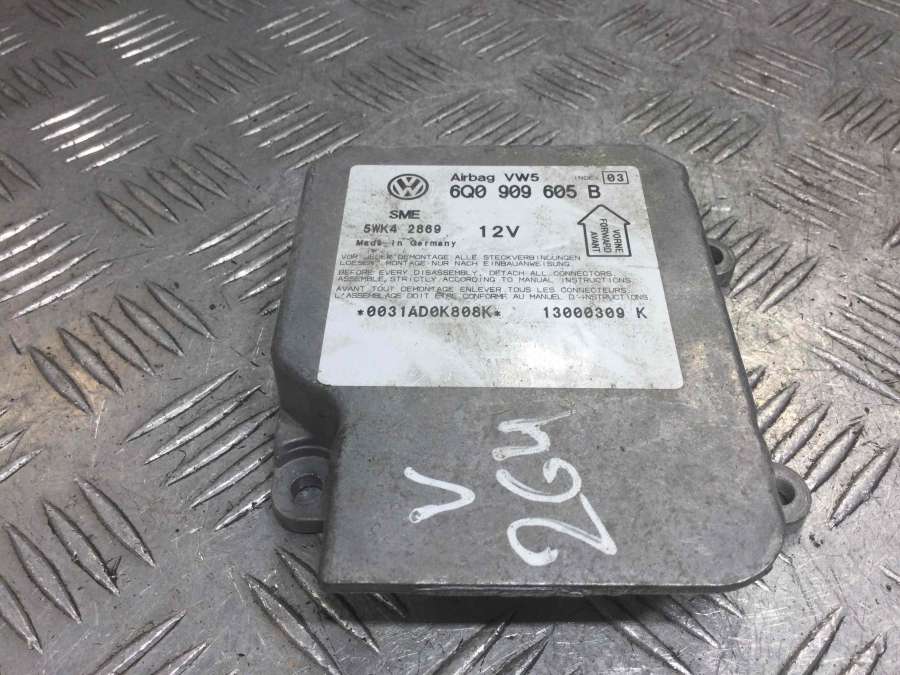 Airbag VW5 INDEX 03
6Q0 909 605 B
SME
5WK4 2869 12V
Made in Germany
VORNE
FORWARD
AVANT
VOR JEDER DEMONTAGE ALLE STECKVERBINDUNGEN
LOESEN, MONTAGE NUR NACH EINBAUANWEISUNG.
BEFORE EVERY DISASSEMBLY, DETACH ALL CONNECTORS.
ASSEMBLE STRICTLY ACCORDING TO MANUAL INSTRUCTIONS.
AVANT TOUT DEMONTAGE ENLEVER TOUS LES CONNECTEURS.
L'ASSEMBLAGE DOIT ETRE CONFORME AU MANUEL D'INSTRUCTIONS.
*0031AD0K808K* 13000309 K
V